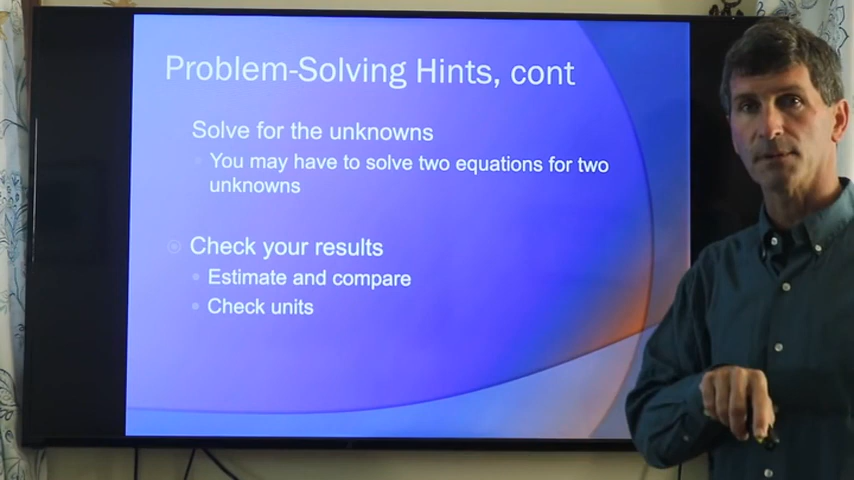 Problem-Solving Hints, cont
Solve for the unknowns
You may have to solve two equations for two
unknowns
Check your results
Estimate and compare
Check units